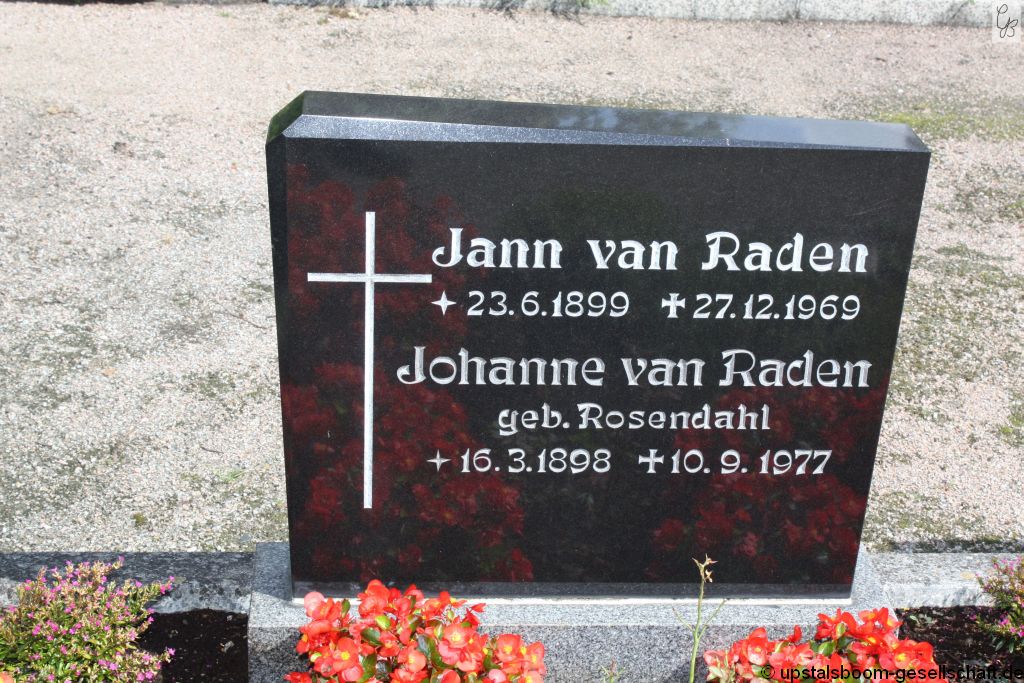 Jann van Raden
✦ 23.6.1899 ✝ 27.12.1969
Johanne van Raden
geb. Rosendahl
✦ 16.3.1898 ✝ 10.9.1977
© upstalsboom-gesellschaft.de